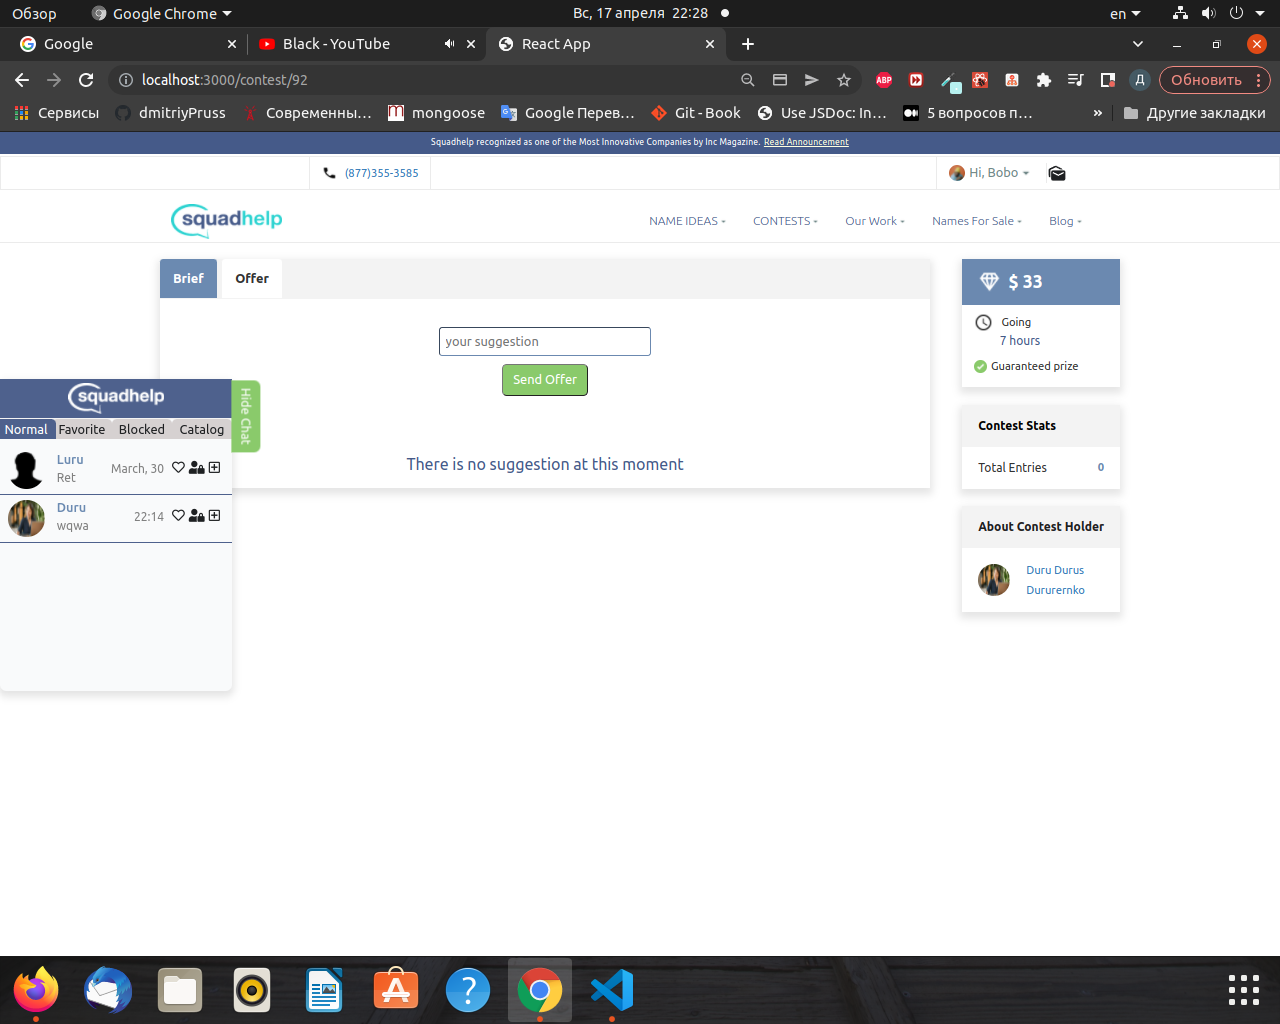 Обзор
Google Chrome
Вс, 17 апреля 22:28
en
Google
Black - YouTube
React App
localhost:3000/contest/92
ABP
Д
Обновить
Сервисы
dmitriyPruss
Современны…
mongoose
Google Перев…
Git - Book
Use JSDoc: In…
5 вопросов п…
»
Другие закладки
Squadhelp recognized as one of the Most Innovative Companies by Inc Magazine. Read Announcement
(877)355-3585
Hi, Bobo
squadhelp
NAME IDEAS
CONTESTS
Our Work
Names For Sale
Blog
Brief
Offer
your suggestion
Send Offer
There is no suggestion at this moment
$ 33
Going
7 hours
Guaranteed prize
Contest Stats
Total Entries
0
About Contest Holder
Duru Durus
Dururernko
squadhelp
Hide Chat
Normal
Favorite
Blocked
Catalog
Luru
Ret
March, 30
Duru
wqwa
22:14